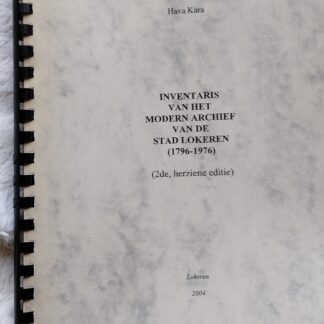 Hava Kara
INVENTARIS
VAN HET
MODERN ARCHIEF
VAN DE
STAD LOKEREN
(1796-1976)
(2de, herziene editie)
Lokeren
2004